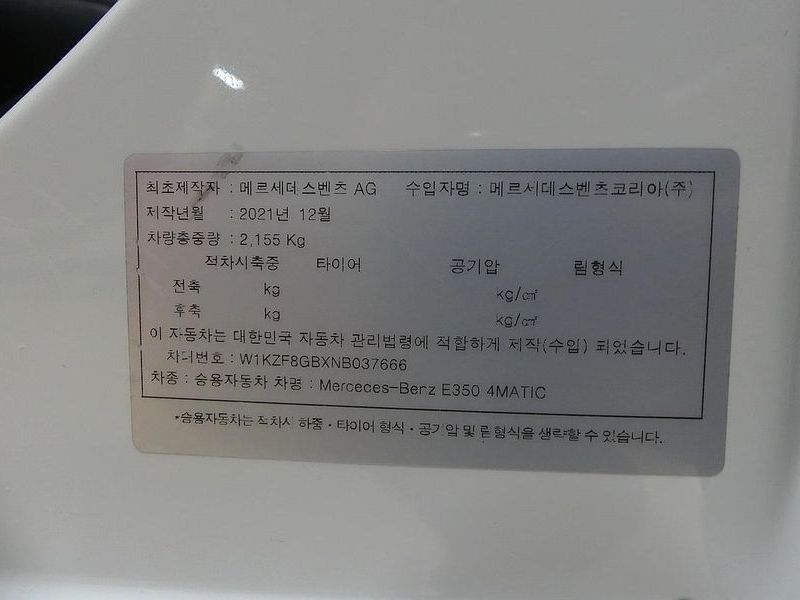 최초제작자 : 메르세데스벤츠 AG 수입자명 : 메르세데스벤츠코리아(주)
제작년월 : 2021년 12월
차량총중량 : 2,155 Kg
적차시축중 타이어 공기압 림형식
전축 kg kg/㎠
후축 kg kg/㎠
이 자동차는 대한민국 자동차 관리법령에 적합하게 제작(수입) 되었습니다.
차대번호 : W1KZF8GBXNB037666
차종 : 승용자동차 차명 : Mercedes-Benz E350 4MATIC
*승용자동차는 적차시 하중·타이어 형식·공기압 및 림형식을 생략할 수 있습니다.